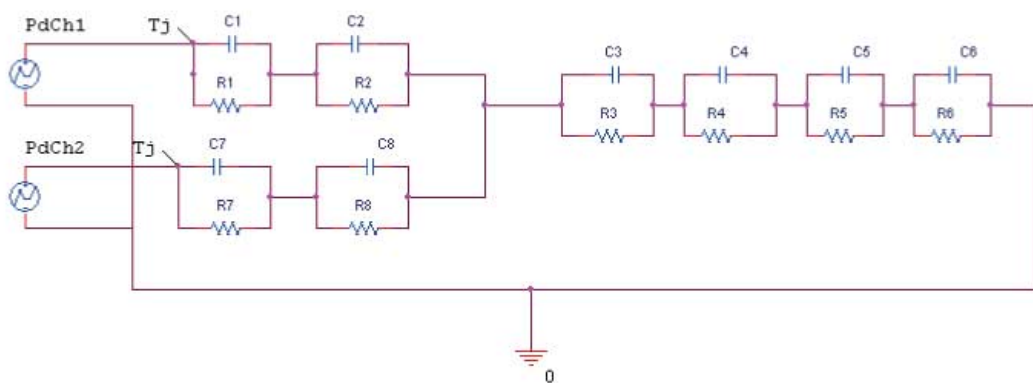 PdCh1
Tj
C1
C2
R1
R2
C3
C4
C5
C6
R3
R4
R5
R6
PdCh2
Tj
C7
C8
R7
R8
0